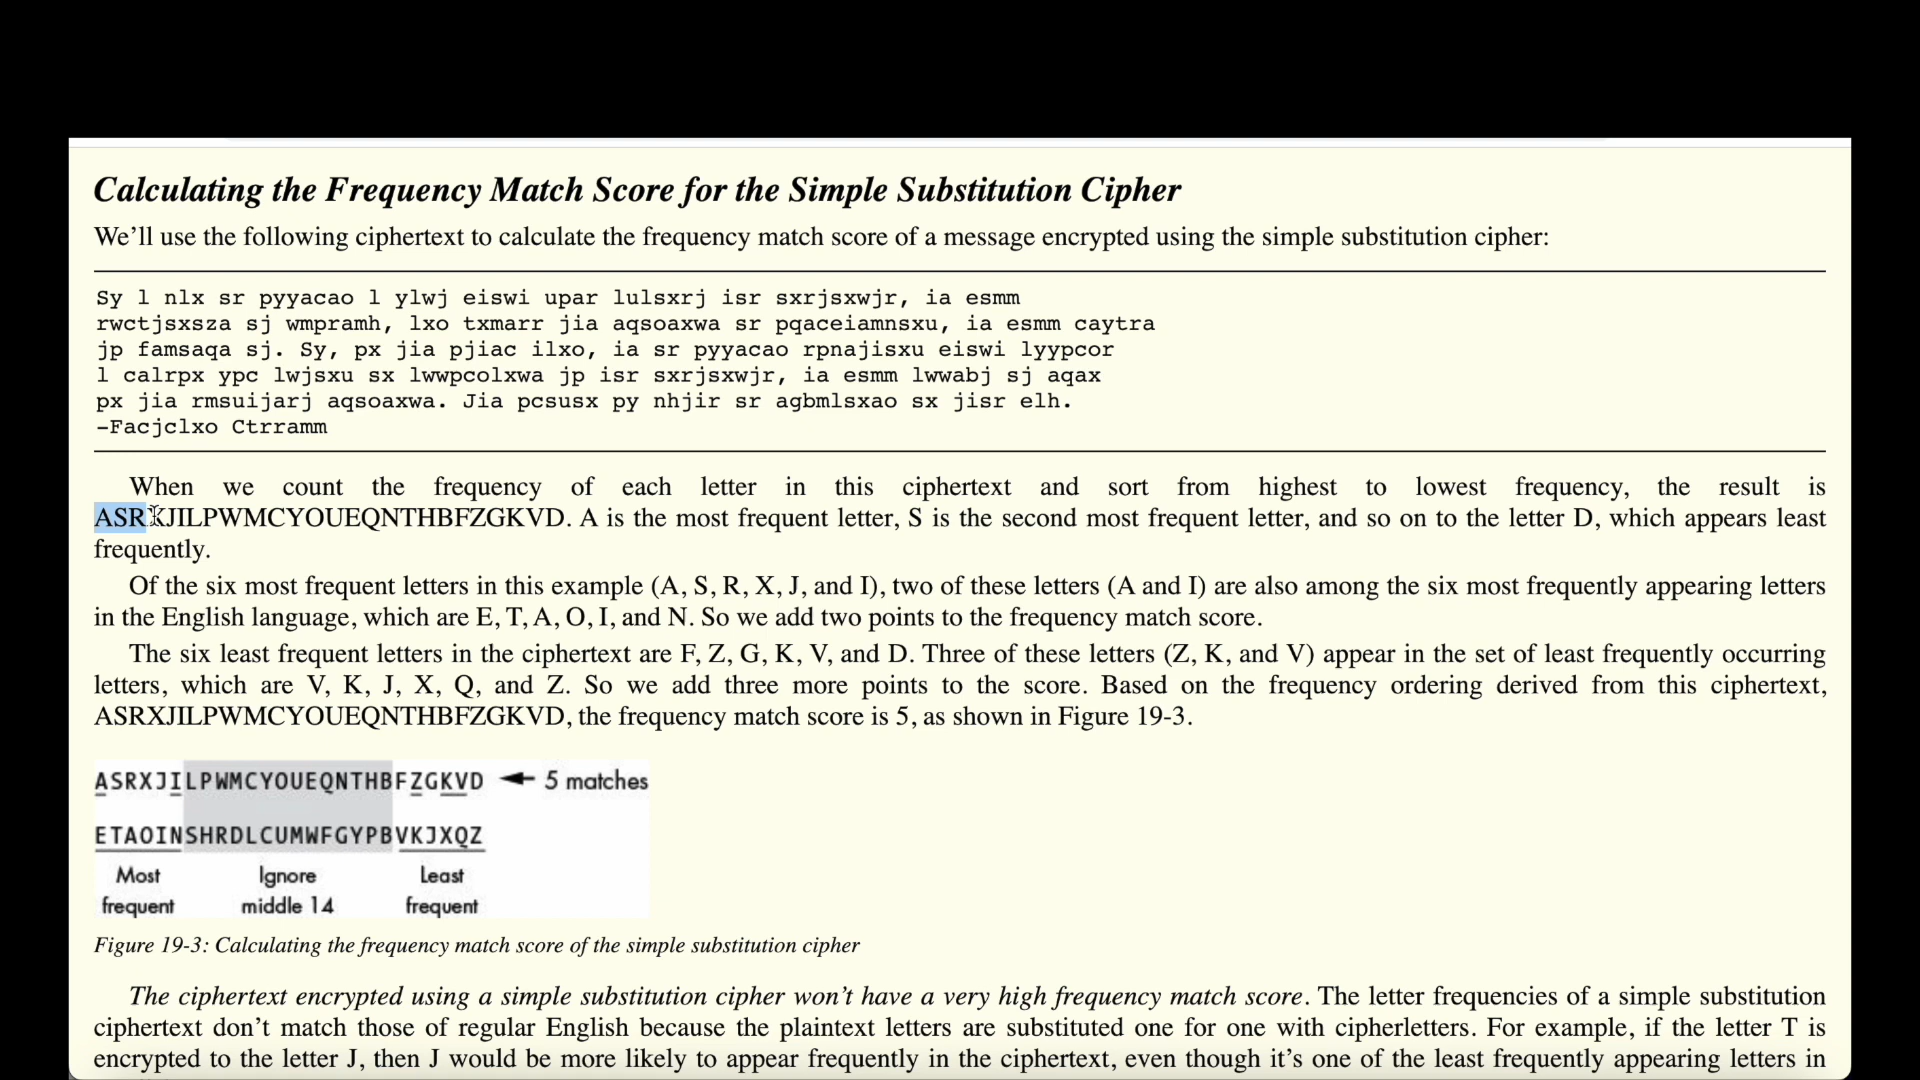 Calculating the Frequency Match Score for the Simple Substitution Cipher
We’ll use the following ciphertext to calculate the frequency match score of a message encrypted using the simple substitution cipher:
Sy l nlx sr pyyacao l ylwj eiswi upar lulsxrj isr sxrjsxwjr, ia esmm
rwctjsxsza sj wmpramh, lxo txmarr jia aqsoaxwa sr pqaceiamnsxu, ia esmm caytra
jp famsaqa sj. Sy, px jia pjiac ilxo, ia sr pyyacao rpnajisxu eiswi lyypcor
l calrpx ypc lwjsxu sx lwwpcolxwa jp isr sxrjsxwjr, ia esmm lwwabj sj aqax
px jia rmsuijarj aqsoaxwa. Jia pcsusx py nhjir sr agbmlsxao sx jisr elh.
–Facjclxo Ctrramm
When we count the frequency of each letter in this ciphertext and sort from highest to lowest frequency, the result is
ASRXJILPWMCYOUEQNTHBFZGKVD. A is the most frequent letter, S is the second most frequent letter, and so on to the letter D, which appears least
frequently.
Of the six most frequent letters in this example (A, S, R, X, J, and I), two of these letters (A and I) are also among the six most frequently appearing letters
in the English language, which are E, T, A, O, I, and N. So we add two points to the frequency match score.
The six least frequent letters in the ciphertext are F, Z, G, K, V, and D. Three of these letters (Z, K, and V) appear in the set of least frequently occurring
letters, which are V, K, J, X, Q, and Z. So we add three more points to the score. Based on the frequency ordering derived from this ciphertext,
ASRXJILPWMCYOUEQNTHBFZGKVD, the frequency match score is 5, as shown in Figure 19-3.
ASRXJILPWMCYOUEQNTHBFZGKVD 5 matches
ETAOINSHRDLCUMWFGYPBVKJXQZ
Most Ignore Least
frequent middle 14 frequent
Figure 19-3: Calculating the frequency match score of the simple substitution cipher
The ciphertext encrypted using a simple substitution cipher won’t have a very high frequency match score. The letter frequencies of a simple substitution
ciphertext don’t match those of regular English because the plaintext letters are substituted one for one with cipherletters. For example, if the letter T is
encrypted to the letter J, then J would be more likely to appear frequently in the ciphertext, even though it’s one of the least frequently appearing letters in